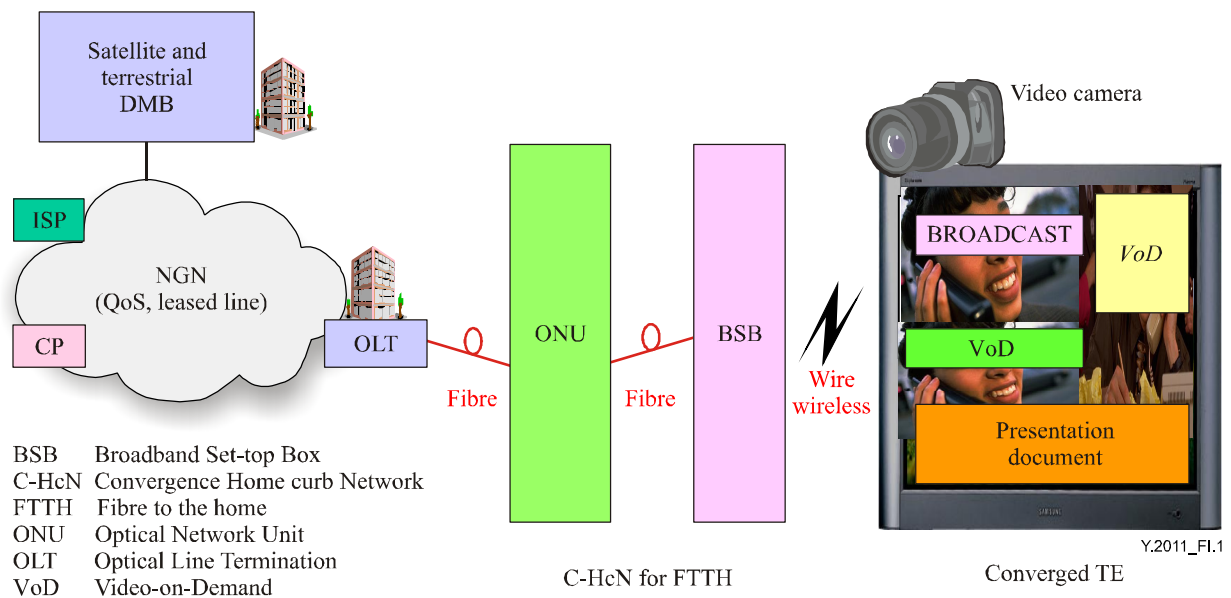 Satellite and
terrestrial
DMB
Video camera
ISP
NGN
(QoS, leased line)
CP
OLT
Fibre
ONU
Fibre
BSB
Wire
wireless
BROADCAST
VoD
VoD
Presentation
document
SAMSUNG
Y.2011_FI.1
BSB Broadband Set-top Box
C-HcN Convergence Home curb Network
FTTH Fibre to the home
ONU Optical Network Unit
OLT Optical Line Termination
VoD Video-on-Demand
C-HcN for FTTH
Converged TE